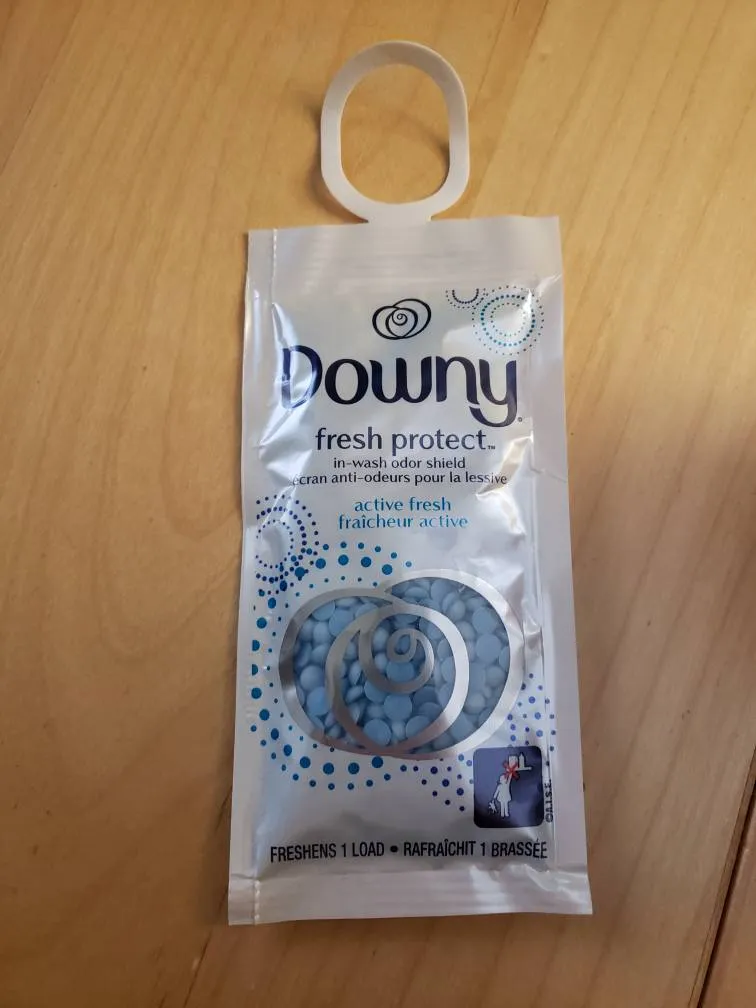 Downy
fresh protect™
in-wash odor shield
écran anti-odeurs pour la lessive
active fresh
fraîcheur active
©A.I.S.E.
FRESHENS 1 LOAD • RAFRAÎCHIT 1 BRASSÉE